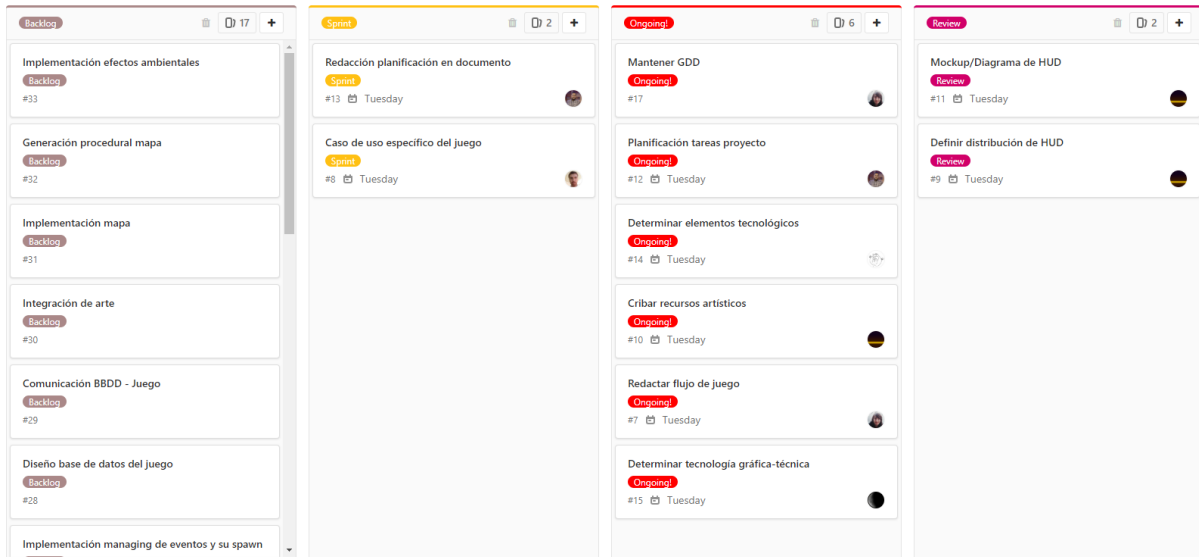 Backlog
17
Implementación efectos ambientales
Backlog
#33
Generación procedural mapa
Backlog
#32
Implementación mapa
Backlog
#31
Integración de arte
Backlog
#30
Comunicación BBDD - Juego
Backlog
#29
Diseño base de datos del juego
Backlog
#28
Implementación managing de eventos y su spawn
Sprint
2
Redacción planificación en documento
Sprint
#13 Tuesday
Caso de uso específico del juego
Sprint
#8 Tuesday
Ongoing!
6
Mantener GDD
Ongoing!
#17
Planificación tareas proyecto
Ongoing!
#12 Tuesday
Determinar elementos tecnológicos
Ongoing!
#14 Tuesday
Cribar recursos artísticos
Ongoing!
#10 Tuesday
Redactar flujo de juego
Ongoing!
#7 Tuesday
Determinar tecnología gráfica-técnica
Ongoing!
#15 Tuesday
Review
2
Mockup/Diagrama de HUD
Review
#11 Tuesday
Definir distribución de HUD
Review
#9 Tuesday